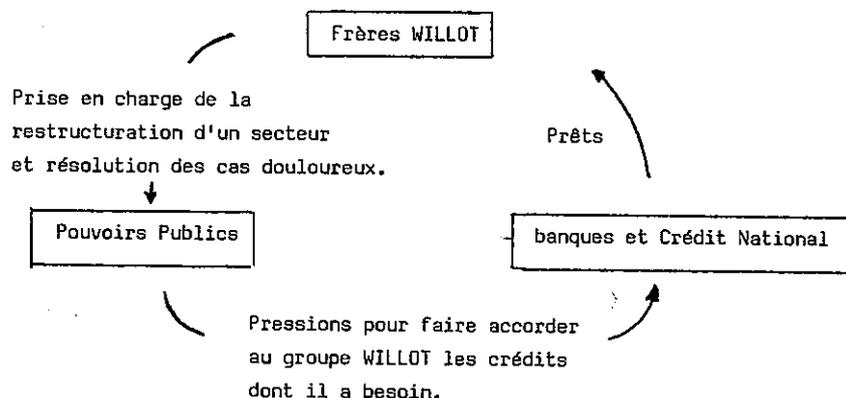 Frères WILLOT
Prise en charge de la
restructuration d'un secteur
et résolution des cas douloureux.
Prêts
Pouvoirs Publics
banques et Crédit National
Pressions pour faire accorder
au groupe WILLOT les crédits
dont il a besoin.